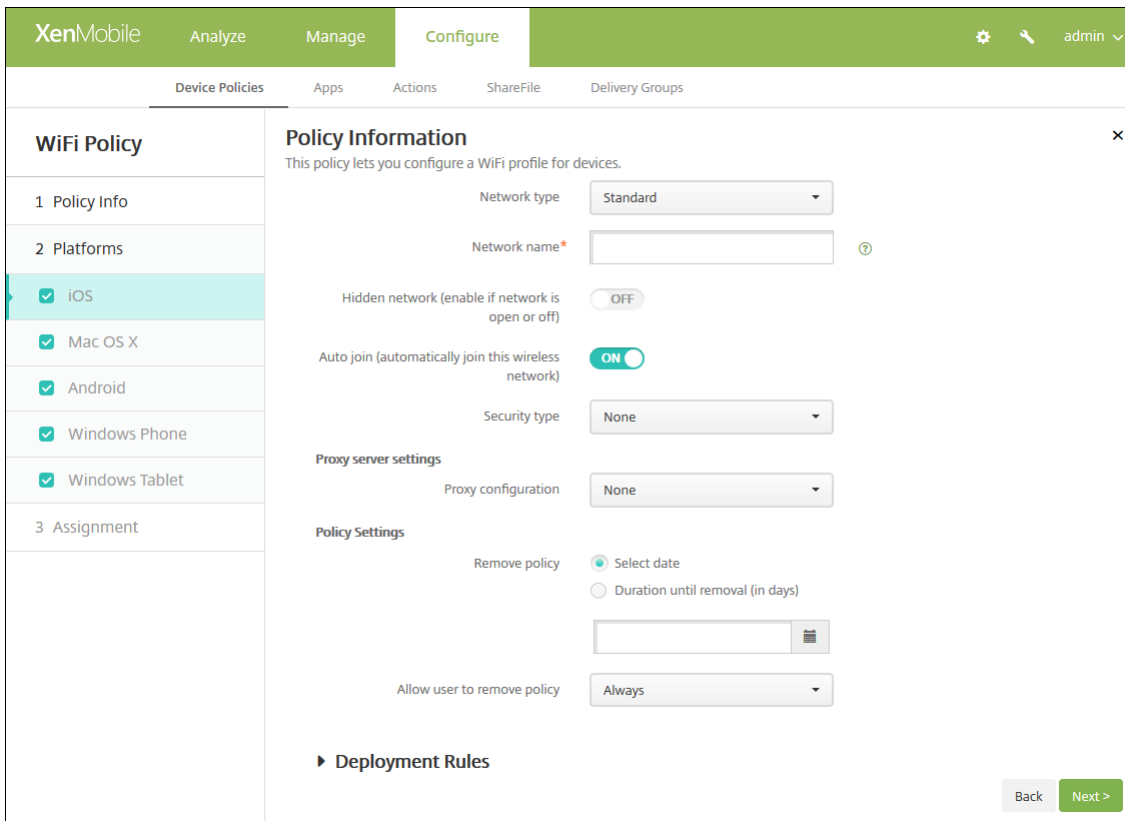 XenMobile Analyze Manage Configure admin
Device Policies Apps Actions ShareFile Delivery Groups
WiFi Policy
1 Policy Info
2 Platforms
iOS
Mac OS X
Android
Windows Phone
Windows Tablet
3 Assignment
Policy Information
This policy lets you configure a WiFi profile for devices.
Network type Standard
Network name*
Hidden network (enable if network is
open or off) OFF
Auto join (automatically join this wireless
network) ON
Security type None
Proxy server settings
Proxy configuration None
Policy Settings
Remove policy Select date
Duration until removal (in days)
Allow user to remove policy Always
Deployment Rules
Back Next >